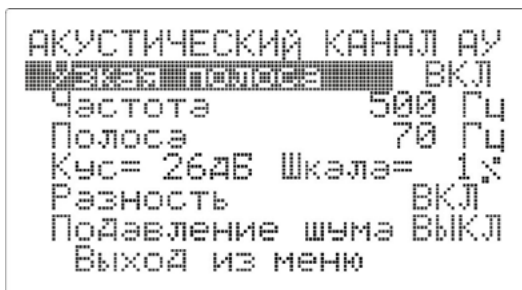 АКУСТИЧЕСКИЙ КАНАЛ АУ
Узкая полоса ВКЛ
Частота 500 Гц
Полоса 70 Гц
Кус= 26дБ Шкала= 1%
Разность ВКЛ
Подавление шума ВЫКЛ
Выход из меню